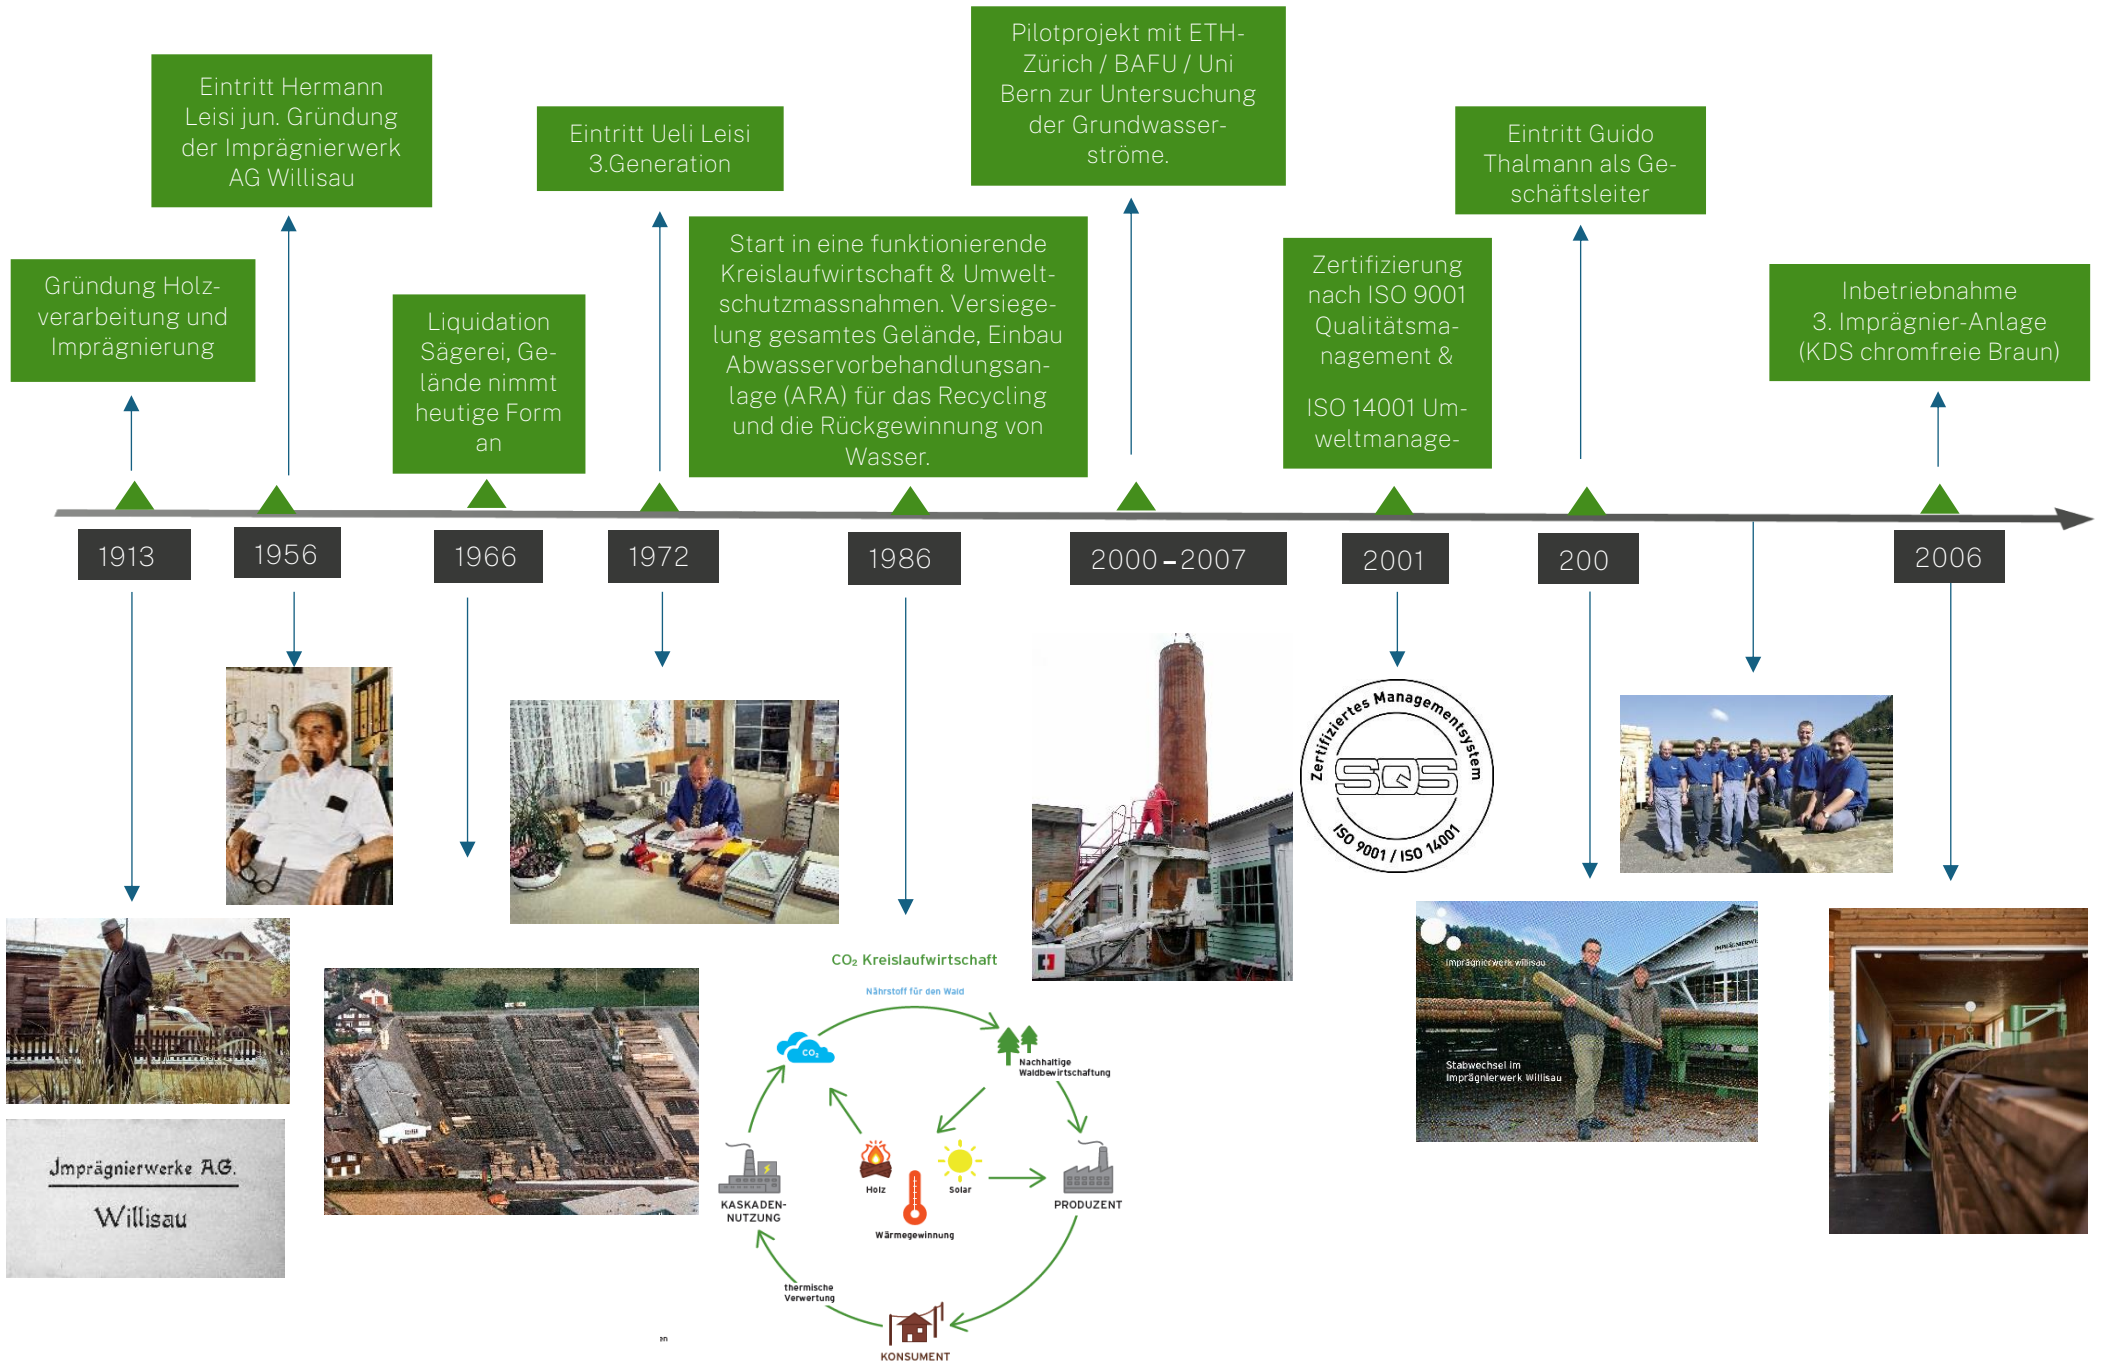 Pilotprojekt mit ETH-
Zürich / BAFU / Uni
Bern zur Untersuchung
der Grundwasser-
ströme.
Eintritt Hermann
Leisi jun. Gründung
der Imprägnierwerk
AG Willisau
Eintritt Ueli Leisi
3.Generation
Eintritt Guido
Thalmann als Ge-
schäftsleiter
Gründung Holz-
verarbeitung und
Imprägnierung
Liquidation
Sägerei, Ge-
lände nimmt
heutige Form
an
Start in eine funktionierende
Kreislaufwirtschaft & Umwelt-
schutzmassnahmen. Versiege-
lung gesamtes Gelände, Einbau
Abwasservorbehandlungsan-
lage (ARA) für das Recycling
und die Rückgewinnung von
Wasser.
Zertifizierung
nach ISO 9001
Qualitätsma-
nagement &
ISO 14001 Um-
weltmanage-
Inbetriebnahme
3. Imprägnier-Anlage
(KDS chromfreie Braun)
1913
1956
1966
1972
1986
2000 – 2007
2001
200
2006
Zertifiziertes Managementsystem
SQS
ISO 9001 / ISO 14001
Imprägnierwerk willisau
Stabwechsel im
Imprägnierwerk Willisau
Imprägnierwerke A.G.
Willisau
CO₂ Kreislaufwirtschaft
Nährstoff für den Wald
CO₂
Nachhaltige
Waldbewirtschaftung
Holz
Solar
Wärmegewinnung
KASKADEN-
NUTZUNG
PRODUZENT
thermische
Verwertung
KONSUMENT
en